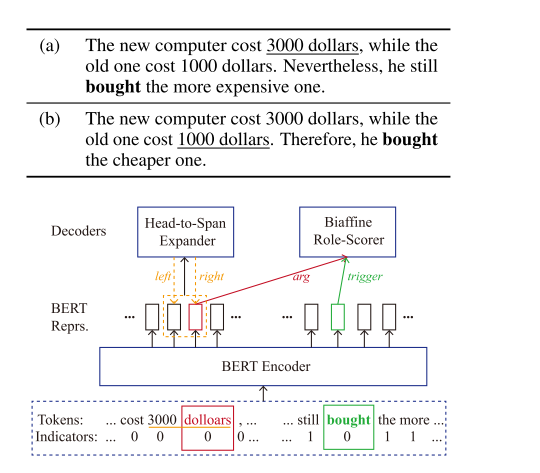 (a) The new computer cost 3000 dollars, while the
old one cost 1000 dollars. Nevertheless, he still
bought the more expensive one.
(b) The new computer cost 3000 dollars, while the
old one cost 1000 dollars. Therefore, he bought
the cheaper one.
Decoders
Head-to-Span
Expander
Biaffine
Role-Scorer
left
right
arg
trigger
BERT
Reprs.
...
...
...
...
BERT Encoder
Tokens: ... cost 3000 dolloars , ... ... still bought the more ...
Indicators: ... 0 0 0 0 ... ... 1 0 1 1 ...